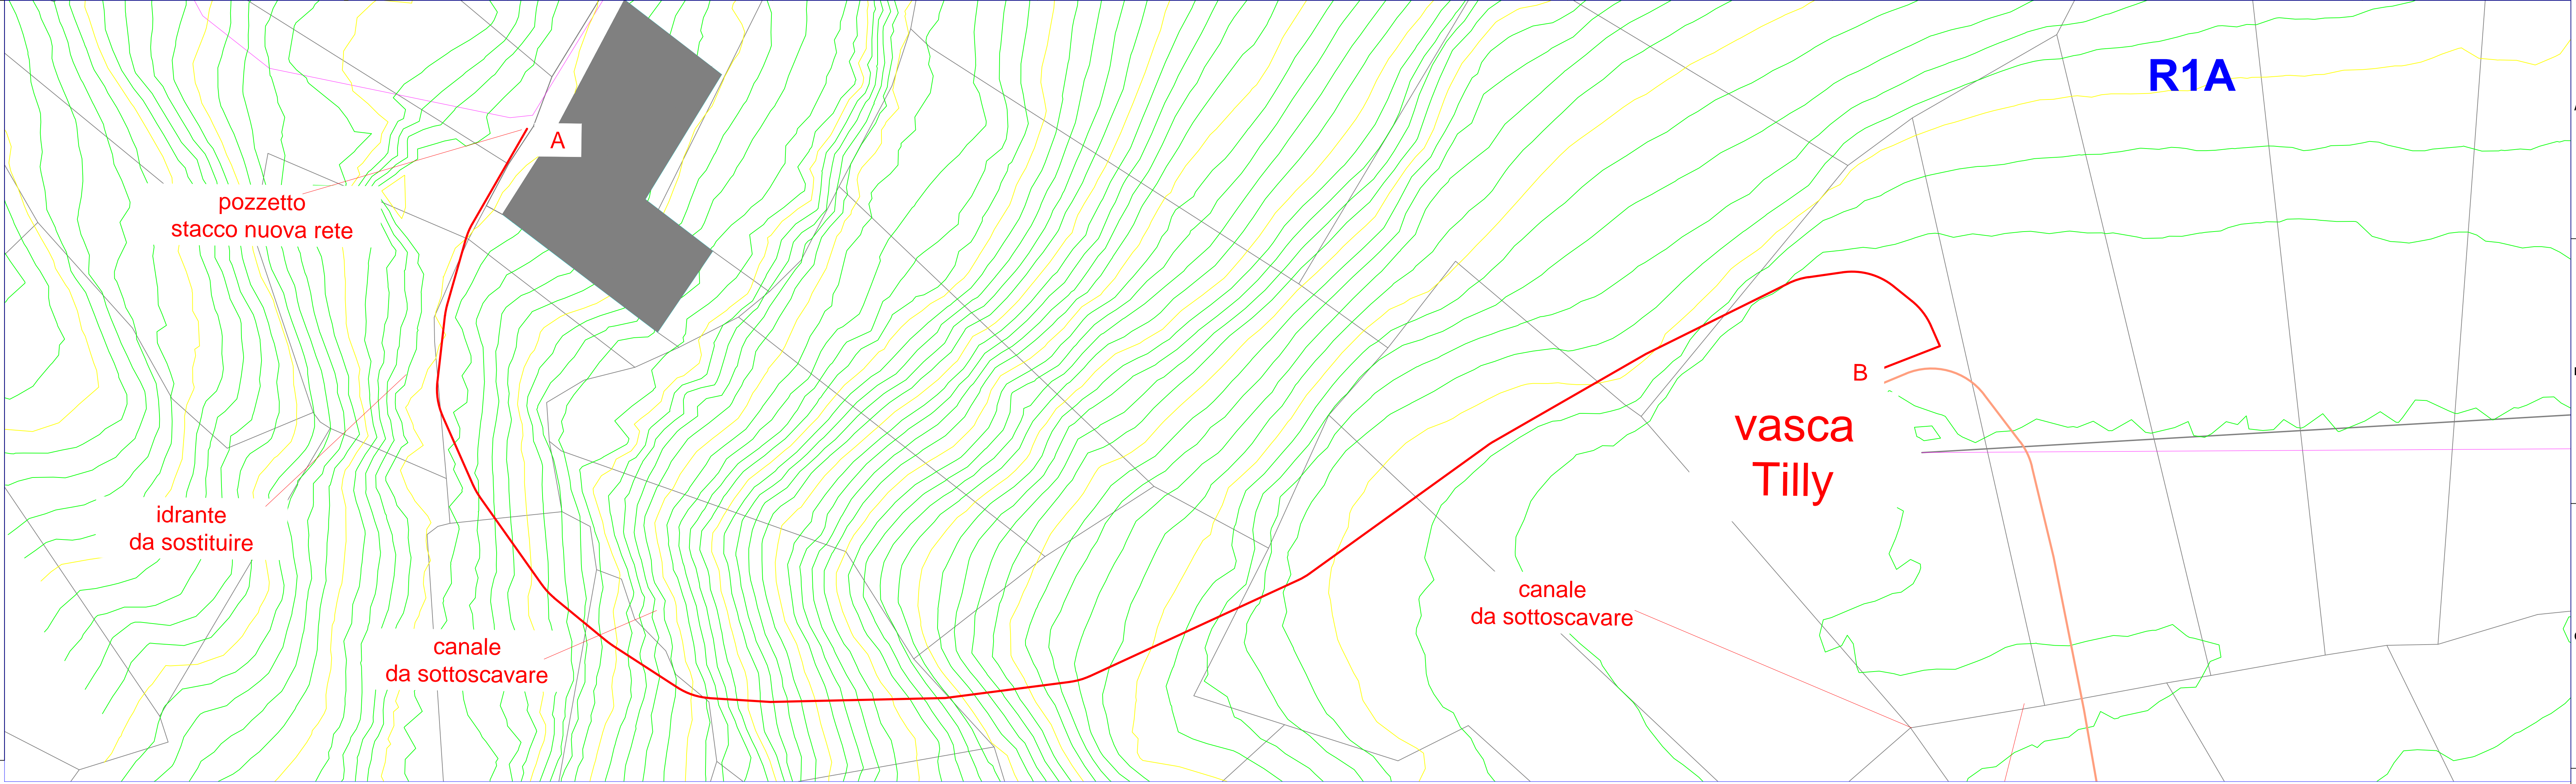 R1A
A
pozzetto
stacco nuova rete
B
vasca
Tilly
idrante
da sostituire
canale
da sottoscavare
canale
da sottoscavare